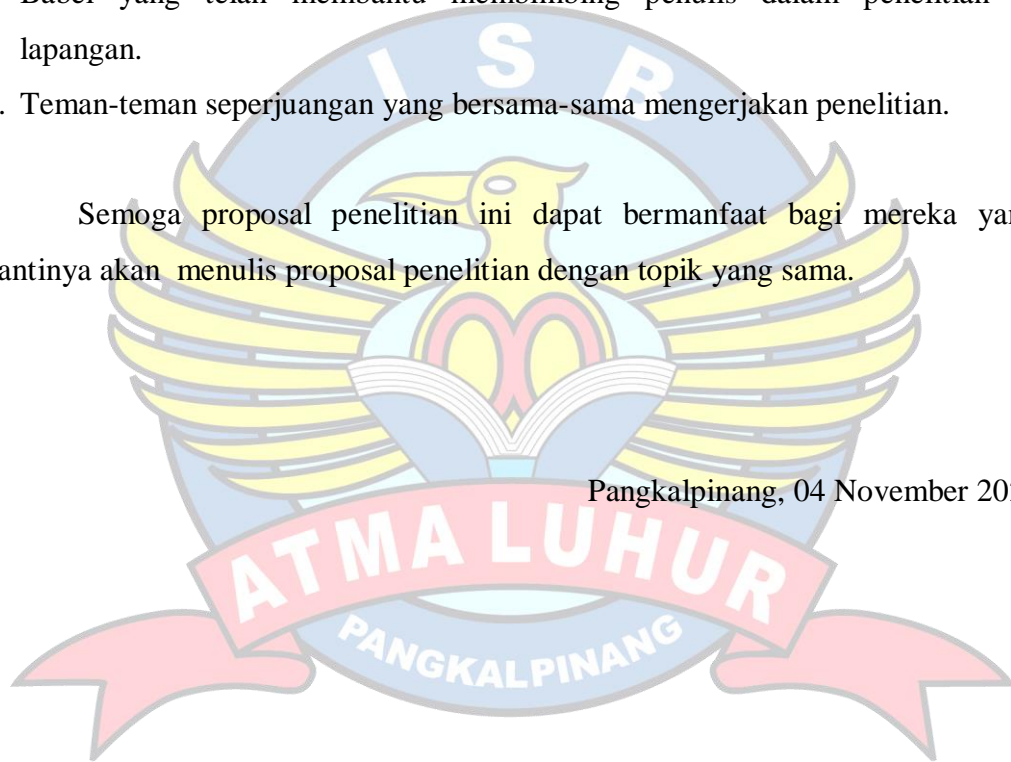 Babel yang telah membantu membimbing penulis dalam penelitian
lapangan.
. Teman-teman seperjuangan yang bersama-sama mengerjakan penelitian.
Semoga proposal penelitian ini dapat bermanfaat bagi mereka
antinya akan menulis proposal penelitian dengan topik yang sama.
Pangkalpinang, 04 November
I S B
ATMA LUHUR
PANGKALPINANG